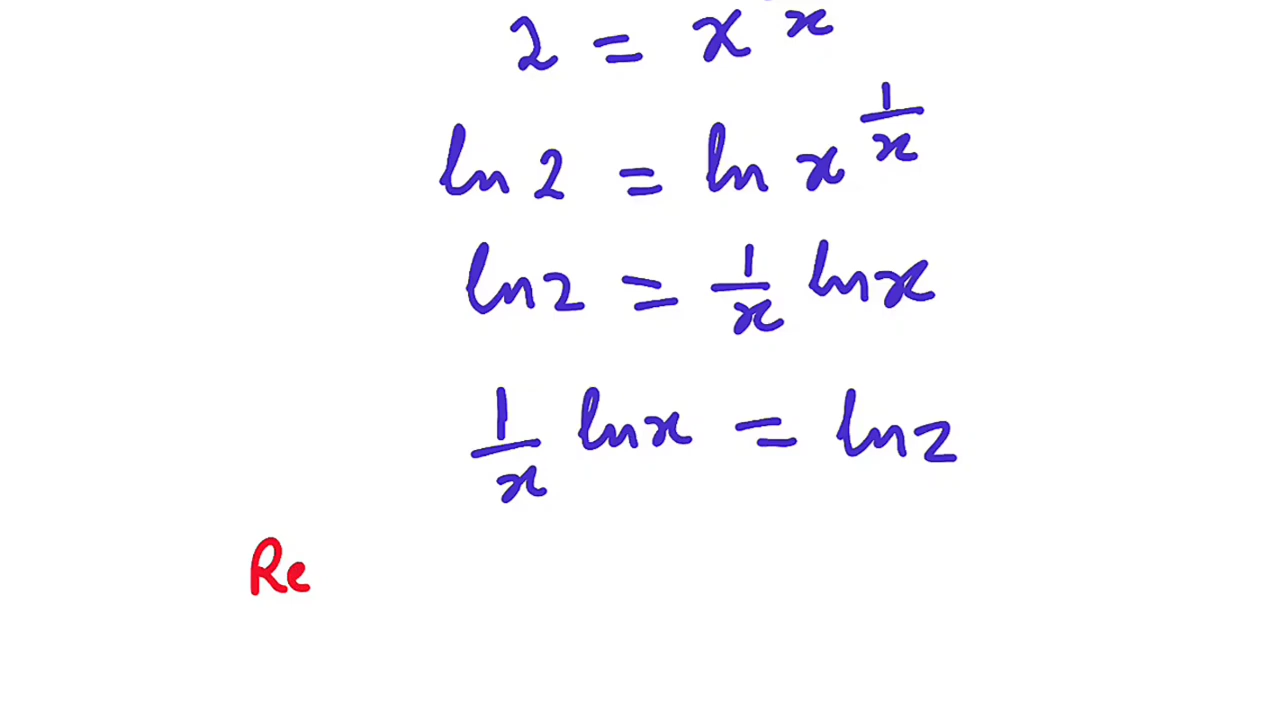 2 = x^x
ln 2 = ln x^(1/x)
ln2 = 1/x lnx
1/x lnx = ln2
Re